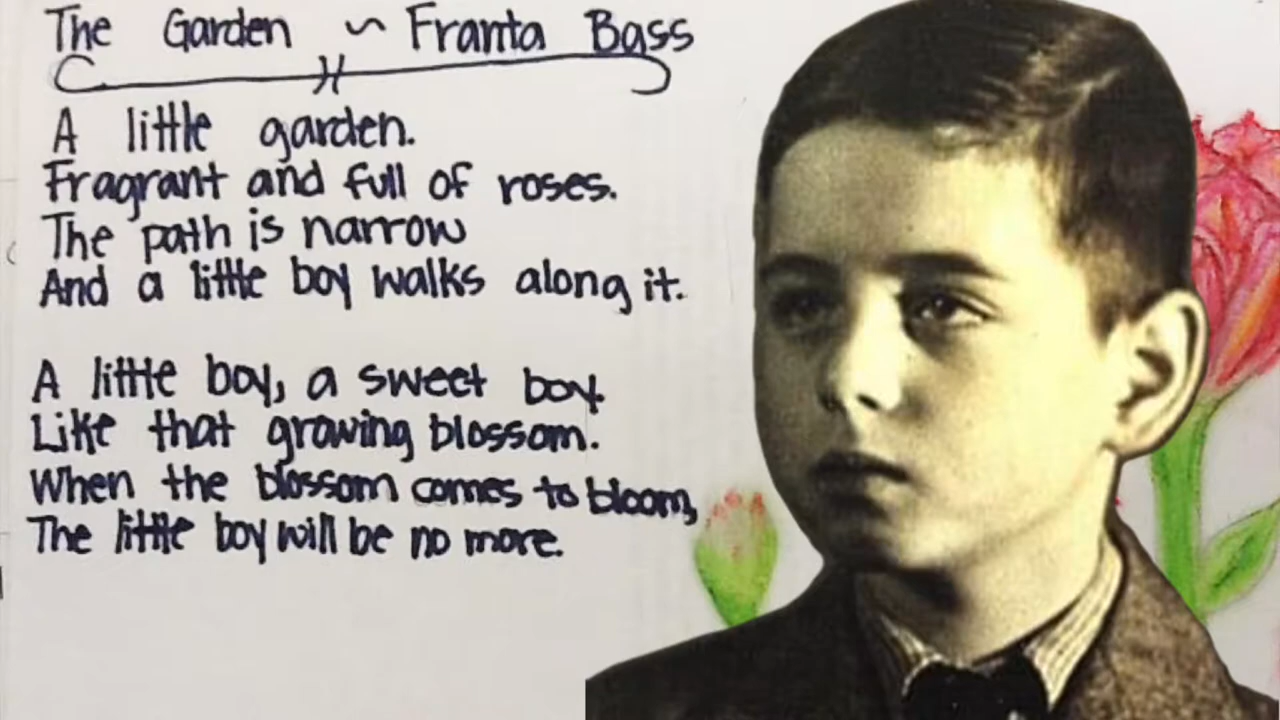 The Garden ~ Franta Bass
A little garden.
Fragrant and full of roses.
The path is narrow
And a little boy walks along it.
A little boy, a sweet boy.
Like that growing blossom.
When the blossom comes to bloom,
The little boy will be no more.